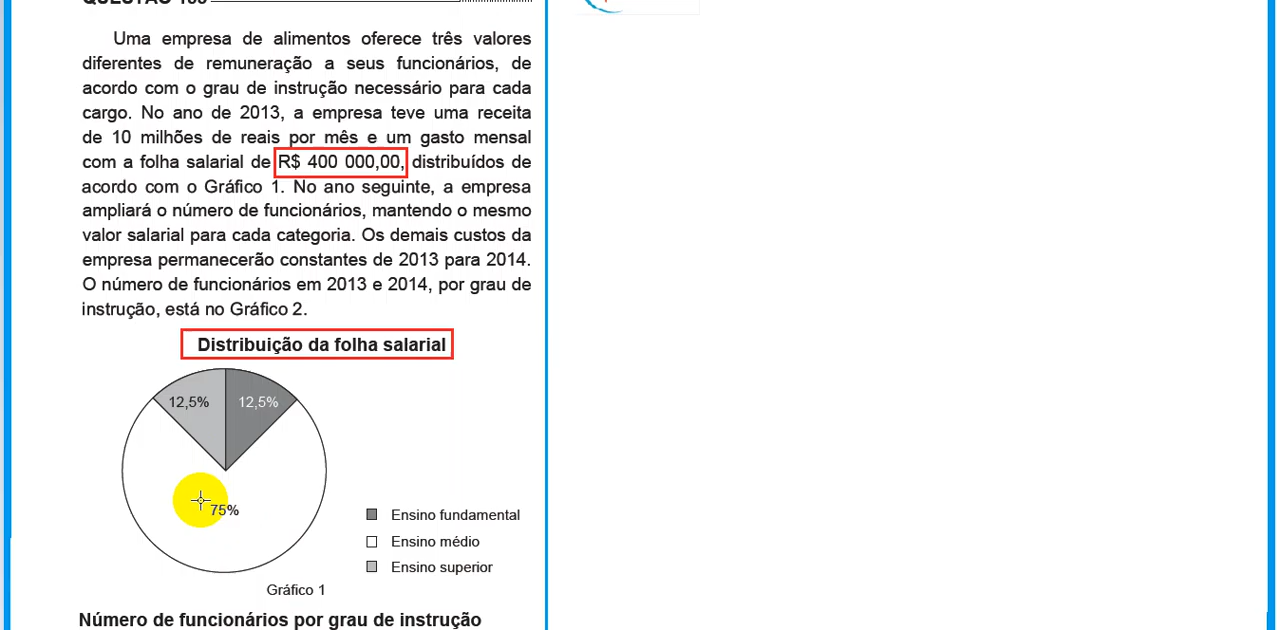 Uma empresa de alimentos oferece três valores
diferentes de remuneração a seus funcionários, de
acordo com o grau de instrução necessário para cada
cargo. No ano de 2013, a empresa teve uma receita
de 10 milhões de reais por mês e um gasto mensal
com a folha salarial de R$ 400 000,00, distribuídos de
acordo com o Gráfico 1. No ano seguinte, a empresa
ampliará o número de funcionários, mantendo o mesmo
valor salarial para cada categoria. Os demais custos da
empresa permanecerão constantes de 2013 para 2014.
O número de funcionários em 2013 e 2014, por grau de
instrução, está no Gráfico 2.
Distribuição da folha salarial
12,5% 12,5%
75%
Ensino fundamental
Ensino médio
Ensino superior
Gráfico 1
Número de funcionários por grau de instrução